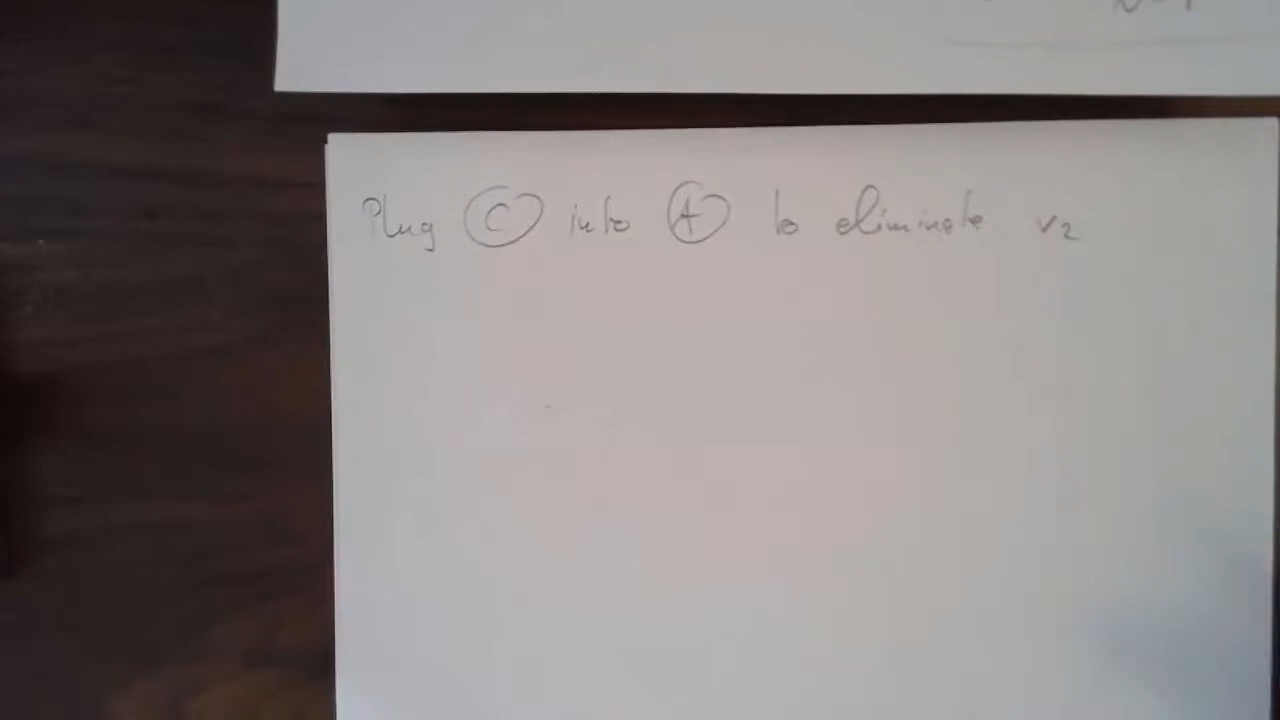 Plug Ⓒ into Ⓐ to eliminate v₂